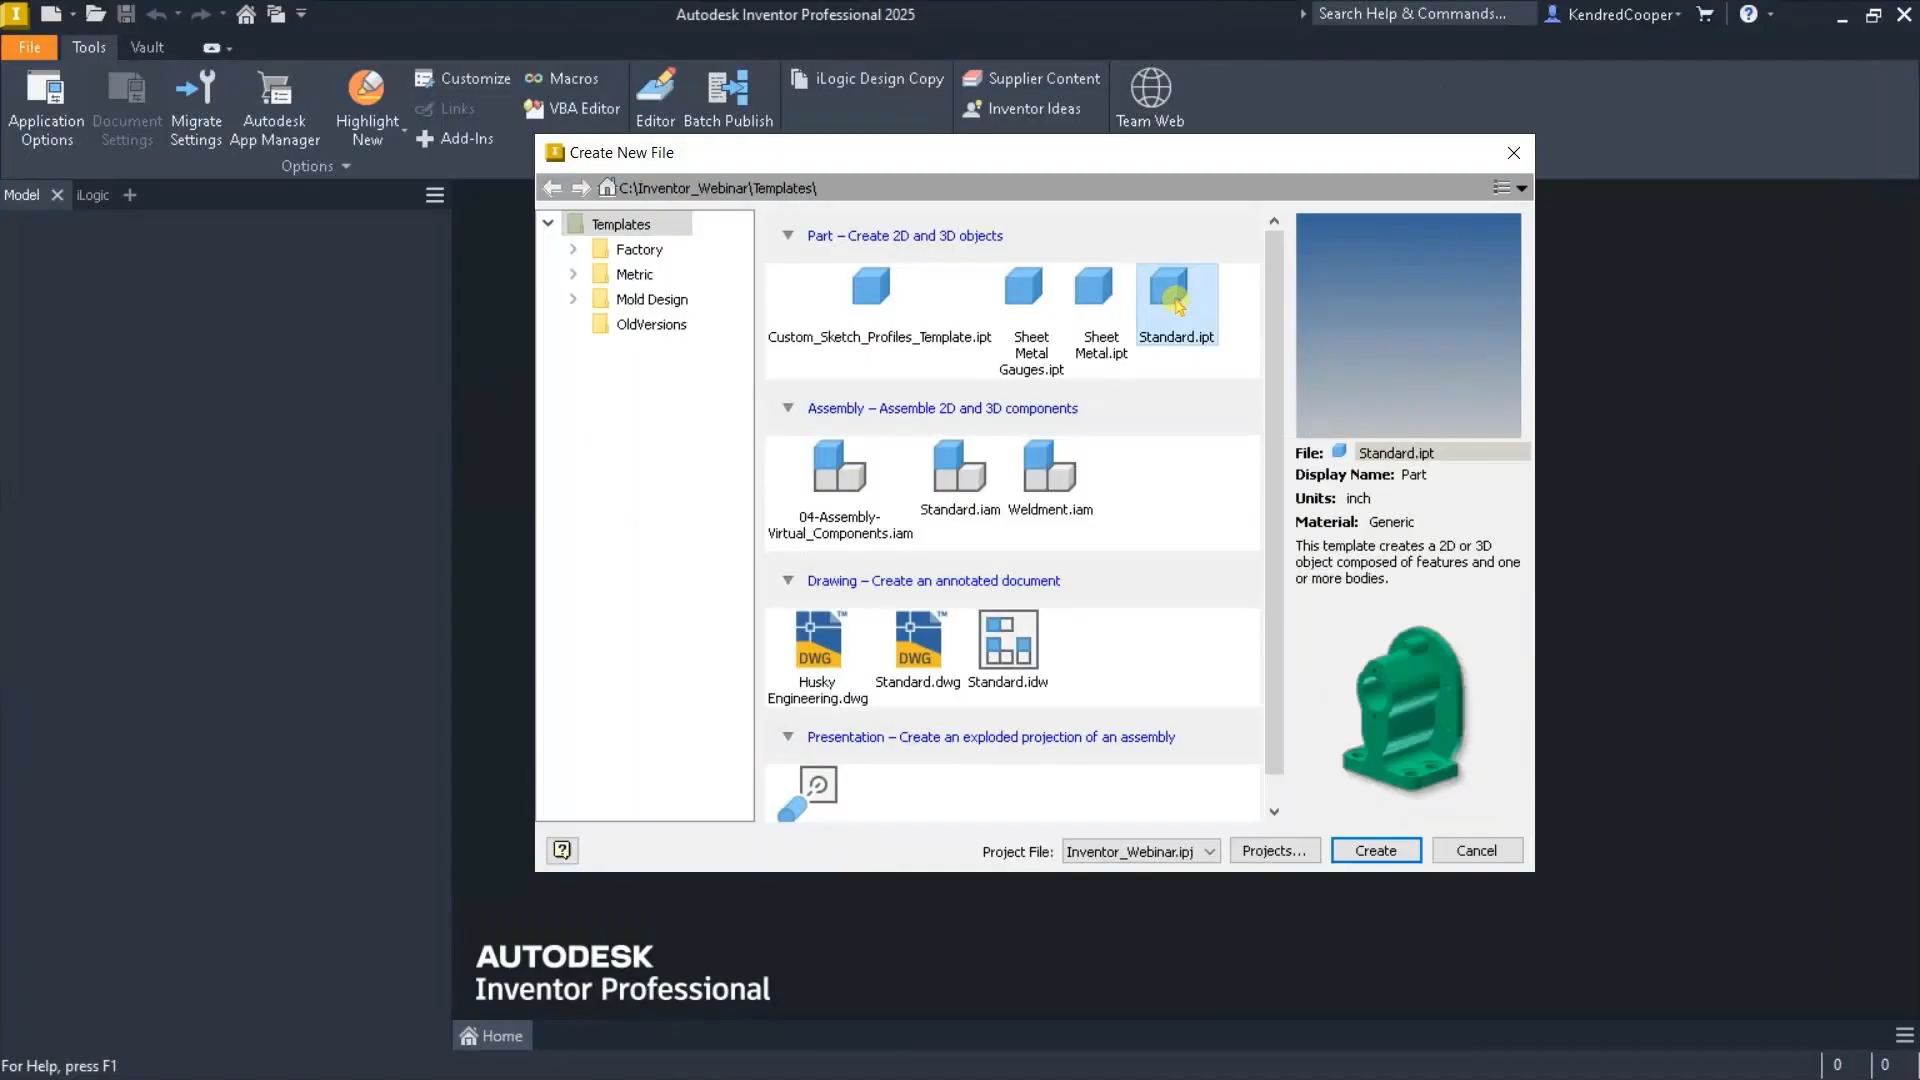 Autodesk Inventor Professional 2025
Search Help & Commands...
KendredCooper
File
Tools
Vault
Application Options
Document Settings
Migrate Settings
Autodesk App Manager
Highlight New
Customize
Links
Add-Ins
Macros
VBA Editor
Editor
Batch Publish
iLogic Design Copy
Supplier Content
Inventor Ideas
Team Web
Options
Model
iLogic
Create New File
C:\Inventor_Webinar\Templates\
Templates
Factory
Metric
Mold Design
OldVersions
Part – Create 2D and 3D objects
Custom_Sketch_Profiles_Template.ipt
Sheet
Metal
Gauges.ipt
Sheet
Metal.ipt
Standard.ipt
Assembly – Assemble 2D and 3D components
04-Assembly-
Virtual_Components.iam
Standard.iam
Weldment.iam
Drawing – Create an annotated document
DWG
Husky
Engineering.dwg
DWG
Standard.dwg
Standard.idw
Presentation – Create an exploded projection of an assembly
File: Standard.ipt
Display Name: Part
Units: inch
Material: Generic
This template creates a 2D or 3D
object composed of features and one
or more bodies.
Project File:
Inventor_Webinar.ipj
Projects...
Create
Cancel
AUTODESK
Inventor Professional
Home
For Help, press F1
0
0